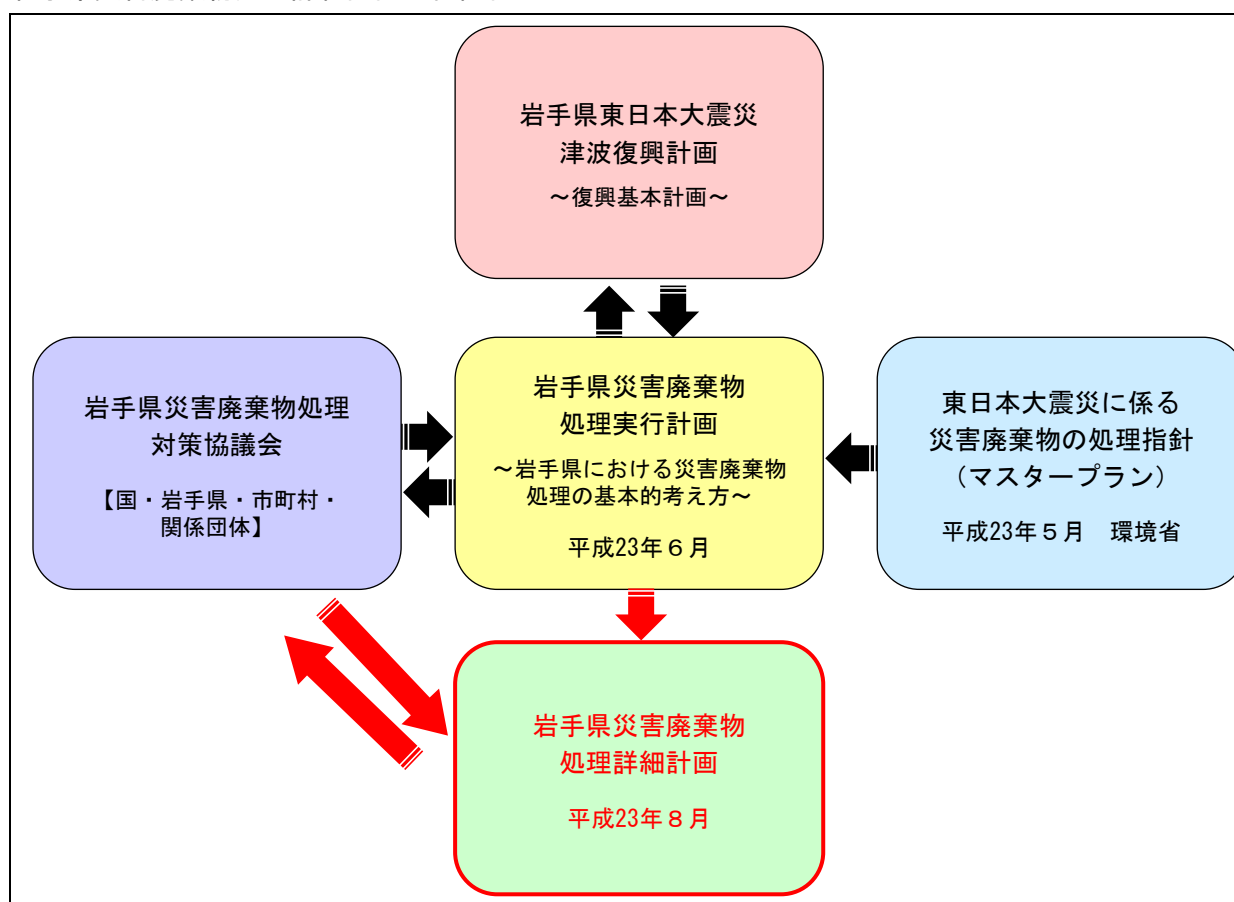 岩手県東日本大震災
津波復興計画
～復興基本計画～
岩手県災害廃棄物処理
対策協議会
【国・岩手県・市町村・
関係団体】
岩手県災害廃棄物
処理実行計画
～岩手県における災害廃棄物
処理の基本的考え方～
平成23年６月
東日本大震災に係る
災害廃棄物の処理指針
（マスタープラン）
平成23年５月　環境省
岩手県災害廃棄物
処理詳細計画
平成23年８月